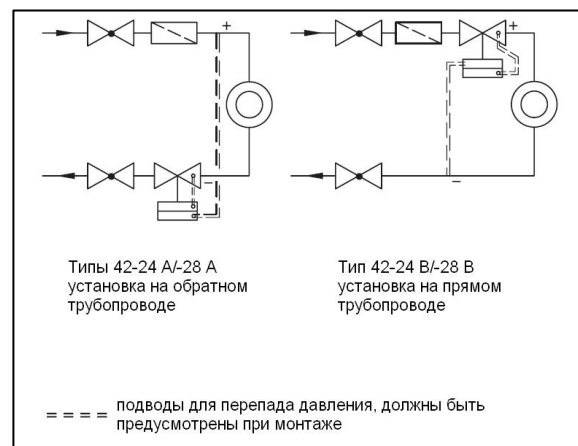 +
+
−
−
Типы 42-24 А/-28 А
установка на обратном
трубопроводе
Тип 42-24 В/-28 В
установка на прямом
трубопроводе
подводы для перепада давления, должны быть
предусмотрены при монтаже